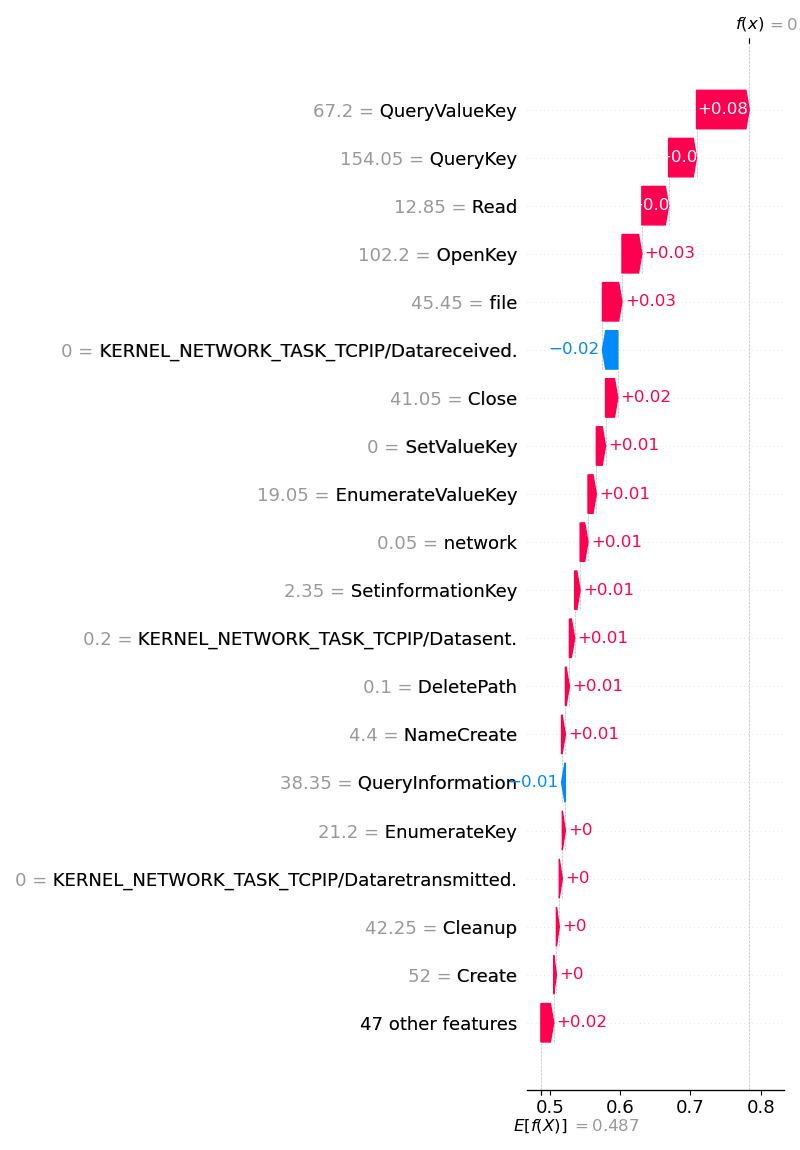 f(x) = 0
67.2 = QueryValueKey +0.08
154.05 = QueryKey +0.0
12.85 = Read +0.0
102.2 = OpenKey +0.03
45.45 = file +0.03
0 = KERNEL_NETWORK_TASK_TCPIP/Datareceived. −0.02
41.05 = Close +0.02
0 = SetValueKey +0.01
19.05 = EnumerateValueKey +0.01
0.05 = network +0.01
2.35 = SetinformationKey +0.01
0.2 = KERNEL_NETWORK_TASK_TCPIP/Datasent. +0.01
0.1 = DeletePath +0.01
4.4 = NameCreate +0.01
38.35 = QueryInformation −0.01
21.2 = EnumerateKey +0
0 = KERNEL_NETWORK_TASK_TCPIP/Dataretransmitted. +0
42.25 = Cleanup +0
52 = Create +0
47 other features +0.02
0.5 0.6 0.7 0.8
E[f(X)] = 0.487